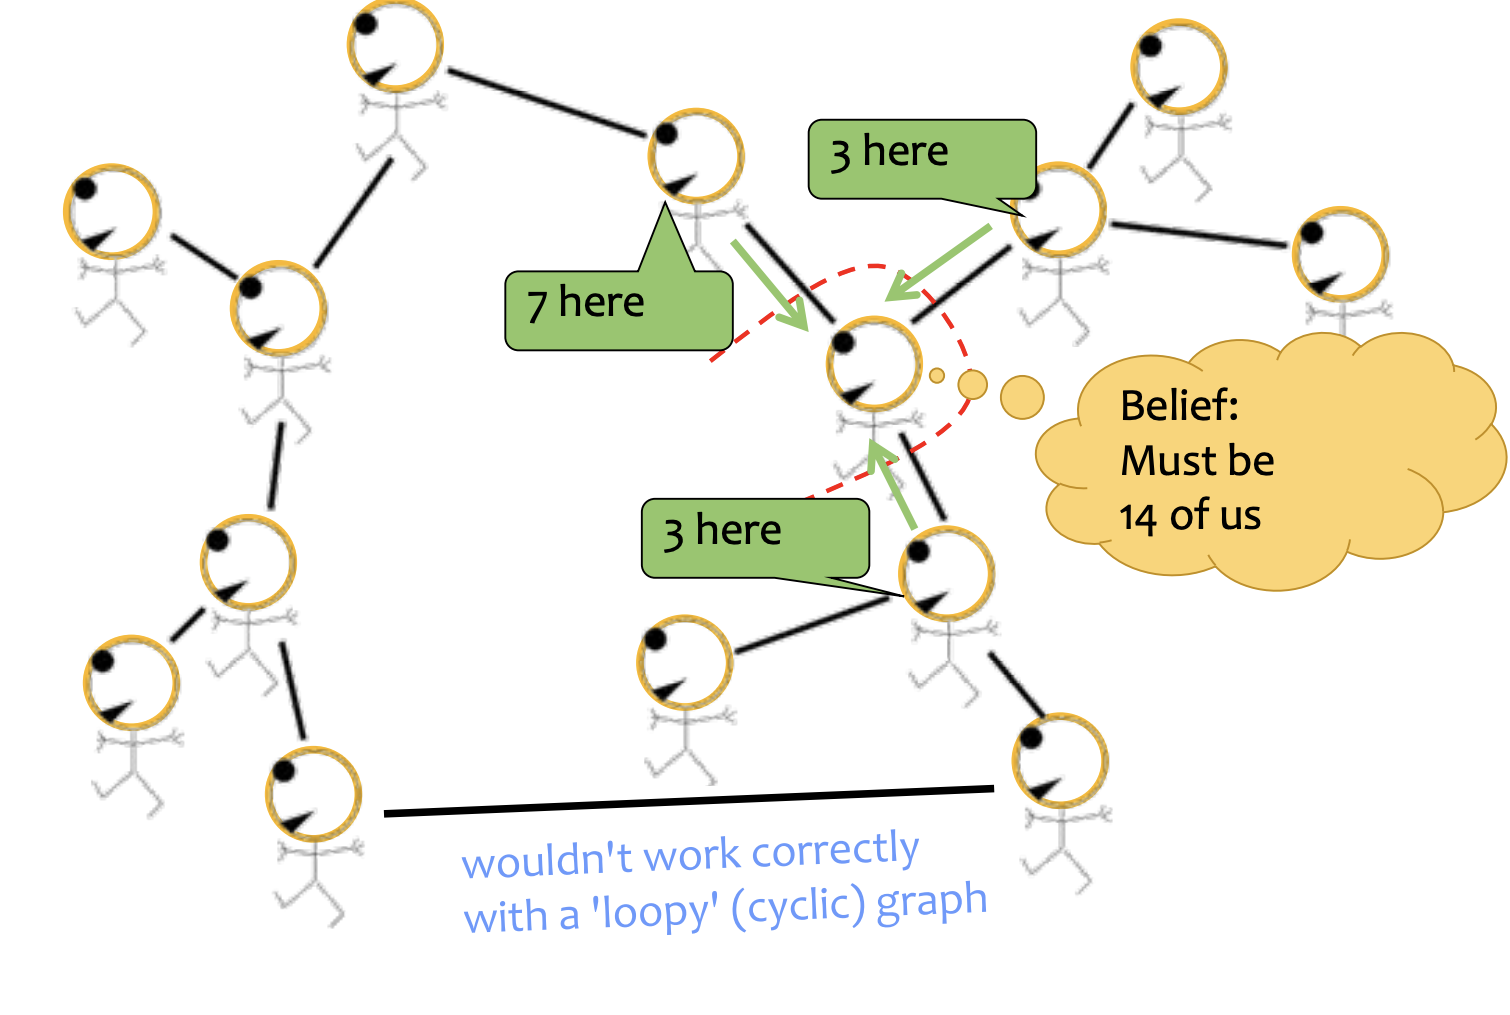 3 here
7 here
Belief:
Must be
14 of us
3 here
wouldn't work correctly
with a 'loopy' (cyclic) graph